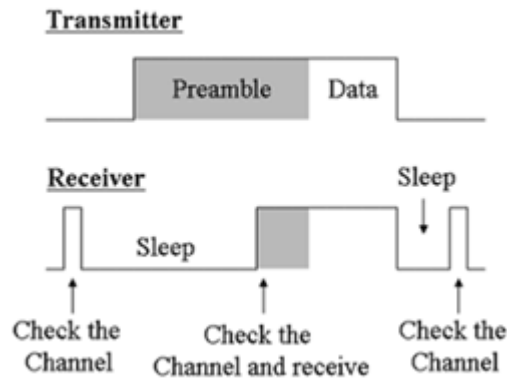 Transmitter
Preamble
Data
Receiver
Sleep
Sleep
Check the
Channel
Check the
Channel and receive
Check the
Channel